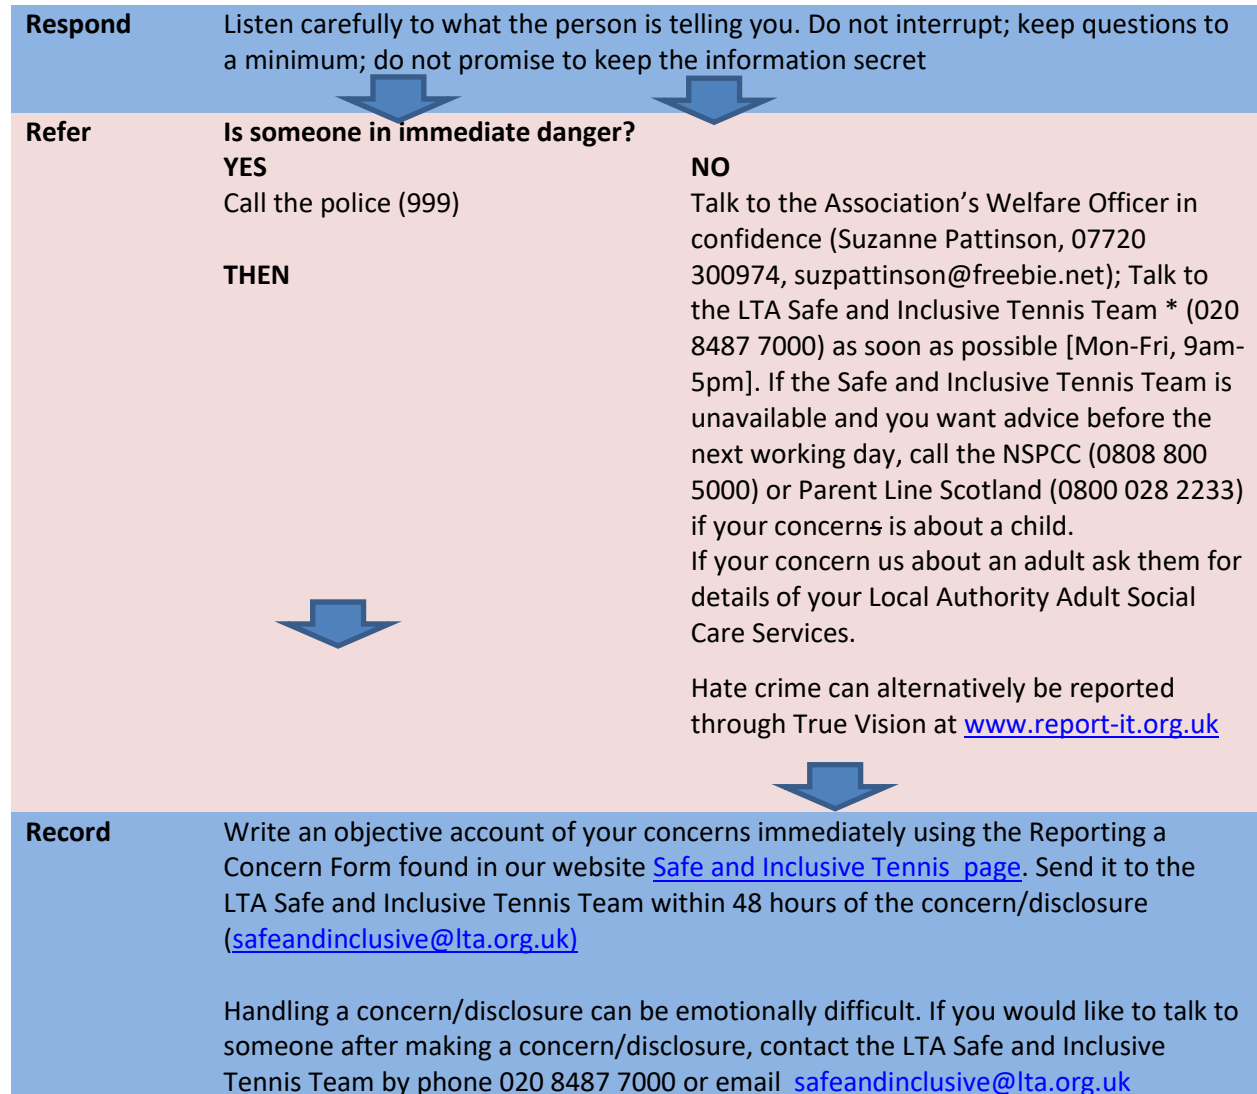 Respond
Listen carefully to what the person is telling you. Do not interrupt; keep questions to
a minimum; do not promise to keep the information secret
Refer
Is someone in immediate danger?
YES
Call the police (999)
THEN
NO
Talk to the Association’s Welfare Officer in
confidence (Suzanne Pattinson, 07720
300974, suzpattinson@freebie.net); Talk to
the LTA Safe and Inclusive Tennis Team * (020
8487 7000) as soon as possible [Mon-Fri, 9am-
5pm]. If the Safe and Inclusive Tennis Team is
unavailable and you want advice before the
next working day, call the NSPCC (0808 800
5000) or Parent Line Scotland (0800 028 2233)
if your concerns is about a child.
If your concern us about an adult ask them for
details of your Local Authority Adult Social
Care Services.
Hate crime can alternatively be reported
through True Vision at www.report-it.org.uk
Record
Write an objective account of your concerns immediately using the Reporting a
Concern Form found in our website Safe and Inclusive Tennis  page. Send it to the
LTA Safe and Inclusive Tennis Team within 48 hours of the concern/disclosure
(safeandinclusive@lta.org.uk)
Handling a concern/disclosure can be emotionally difficult. If you would like to talk to
someone after making a concern/disclosure, contact the LTA Safe and Inclusive
Tennis Team by phone 020 8487 7000 or email  safeandinclusive@lta.org.uk